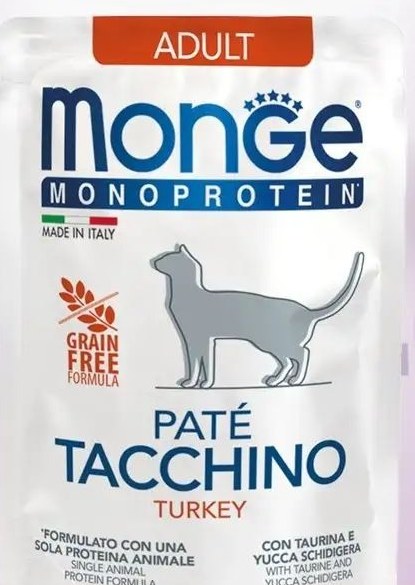 ADULT
MONGE®
MONOPROTEIN
MADE IN ITALY
GRAIN
FREE
FORMULA
PATÉ
TACCHINO
TURKEY
*FORMULATO CON UNA
SOLA PROTEINA ANIMALE
SINGLE ANIMAL
PROTEIN FORMULA
CON TAURINA E
YUCCA SCHIDIGERA
WITH TAURINE AND
YUCCA SCHIDIGERA